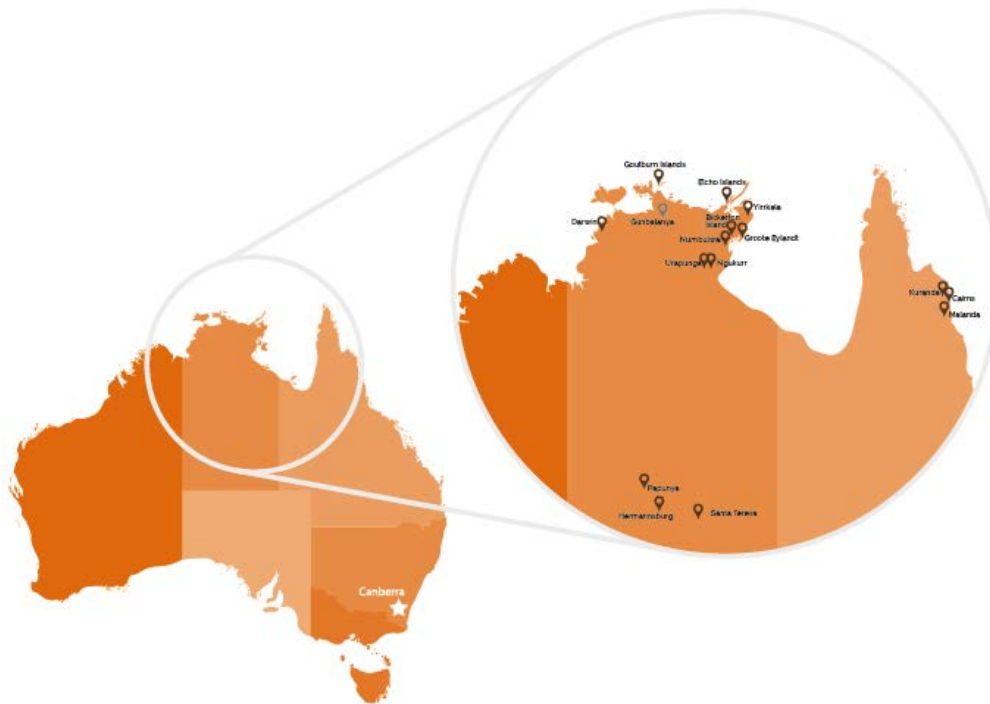 Goulburn Islands
Elcho Islands
Yirrkala
Darwin
Gunbalanya
Bickerton
Island
Groote Eylandt
Numbulwar
Urapunga
Ngukurr
Kuranda
Cairns
Malanda
Papunya
Hermannsburg
Santa Teresa
Canberra